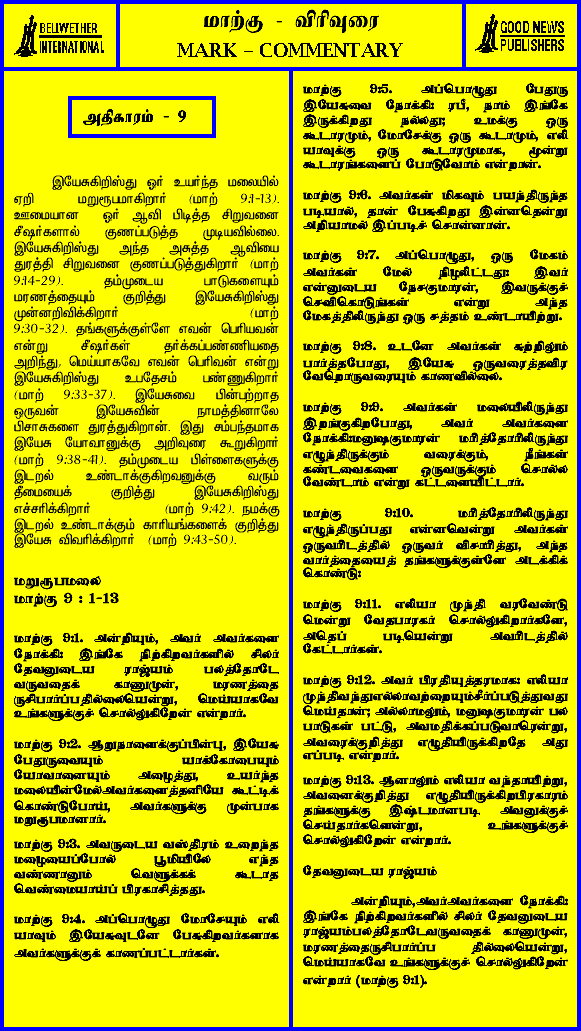 BELLWETHER
INTERNATIONAL
மாற்கு - விரிவுரை
MARK – COMMENTARY
GOOD NEWS
PUBLISHERS
அதிகாரம் - 9
இயேசுகிறிஸ்து ஓர் உயர்ந்த மலையில்
ஏறி மறுரூபமாகிறார் (மாற் 9:1-13).
ஊமையான ஓர் ஆவி பிடித்த சிறுவனை
சீஷர்களால் குணப்படுத்த முடியவில்லை.
இயேசுகிறிஸ்து அந்த அசுத்த ஆவியை
துரத்தி சிறுவனை குணப்படுத்துகிறார் (மாற்
9:14-29). தம்முடைய பாடுகளையும்
மரணத்தையும் குறித்து இயேசுகிறிஸ்து
முன்னறிவிக்கிறார் (மாற்
9:30-32). தங்களுக்குள்ளே எவன் பெரியவன்
என்று சீஷர்கள் தர்க்கப்பண்ணியதை
அறிந்து, மெய்யாகவே எவன் பெரிவன் என்று
இயேசுகிறிஸ்து உபதேசம் பண்ணுகிறார்
(மாற் 9:33-37). இயேசுவை பின்பற்றாத
ஒருவன் இயேசுவின் நாமத்தினாலே
பிசாசுகளை துரத்துகிறான். இது சம்பந்தமாக
இயேசு யோவானுக்கு அறிவுரை கூறுகிறார்
(மாற் 9:38-41). தம்முடைய பிள்ளைகளுக்கு
இடறல் உண்டாக்குகிறவனுக்கு வரும்
தீமையைக் குறித்து இயேசுகிறிஸ்து
எச்சரிக்கிறார் (மாற் 9:42). நமக்கு
இடறல் உண்டாக்கும் காரியங்களைக் குறித்து
இயேசு விவரிக்கிறார் (மாற் 9:43-50).
மறுரூபமலை
மாற்கு 9 : 1-13
மாற்கு 9:1. அன்றியும், அவர் அவர்களை
நோக்கி: இங்கே நிற்கிறவர்களில் சிலர்
தேவனுடைய ராஜ்யம் பலத்தோடே
வருவதைக் காணுமுன், மரணத்தை
ருசிபார்ப்பதில்லையென்று, மெய்யாகவே
உங்களுக்குச் சொல்லுகிறேன் என்றார்.
மாற்கு 9:2. ஆறுநாளைக்குப்பின்பு, இயேசு
பேதுருவையும் யாக்கோபையும்
யோவானையும் அழைத்து, உயர்ந்த
மலையின்மேல்அவர்களைத்தனியே கூட்டிக்
கொண்டுபோய், அவர்களுக்கு முன்பாக
மறுரூபமானார்.
மாற்கு 9:3. அவருடைய வஸ்திரம் உறைந்த
மழையைப்போல் பூமியிலே எந்த
வண்ணானும் வெளுக்கக் கூடாத
வெண்மையாய்ப் பிரகாசித்தது.
மாற்கு 9:4. அப்பொழுது மோசேயும் எலி
யாவும் இயேசுவுடனே பேசுகிறவர்களாக
அவர்களுக்குக் காணப்பட்டார்கள்.
மாற்கு 9:5. அப்பொழுது பேதுரு
இயேசுவை நோக்கி: ரபீ, நாம் இங்கே
இருக்கிறது நல்லது; உமக்கு ஒரு
கூடாரமும், மோசேக்கு ஒரு கூடாமும், எலி
யாவுக்கு ஒரு கூடாரமுமாக, மூன்று
கூடாரங்களைப் போடுவோம் என்றான்.
மாற்கு 9:6. அவர்கள் மிகவும் பயந்திருந்த
படியால், தான் பேசுகிறது இன்னதென்று
அறியாமல் இப்படிச் சொன்னான்.
மாற்கு 9:7. அப்பொழுது, ஒரு மேகம்
அவர்கள் மேல் நிழலிட்டது: இவர்
என்னுடைய நேசகுமாரன், இவருக்குச்
செவிகொடுங்கள் என்று அந்த
மேகத்திலிருந்து ஒரு சத்தம் உண்டாயிற்று.
மாற்கு 9:8. உடனே அவர்கள் சுற்றிலும்
பார்த்தபோது, இயேசு ஒருவரைத்தவிர
வேறொருவரையும் காணவில்லை.
மாற்கு 9:9. அவர்கள் மலையிலிருந்து
இறங்குகிறபோது, அவர் அவர்களை
நோக்கி:மனுஷகுமாரன் மரித்தோரிலிருந்து
எழுந்திருக்கும் வரைக்கும், நீங்கள்
கண்டவைகளை ஒருவருக்கும் சொல்ல
வேண்டாம் என்று கட்டளையிட்டார்.
மாற்கு 9:10. மரித்தோரிலிருந்து
எழுந்திருப்பது என்னவென்று அவர்கள்
ஒருவரிடத்தில் ஒருவர் விசாரித்து, அந்த
வார்த்தையைத் தங்களுக்குள்ளே அடக்கிக்
கொண்டு:
மாற்கு 9:11. எலியா முந்தி வரவேண்டு
மென்று வேதபாரகர் சொல்லுகிறார்களே,
அதெப் படியென்று அவரிடத்தில்
கேட்டார்கள்.
மாற்கு 9:12. அவர் பிரதியுத்தரமாக: எலியா
முந்திவந்துஎல்லாவற்றையும்சீர்ப்படுத்துவது
மெய்தான்; அல்லாமலும், மனுஷகுமாரன் பல
பாடுகள் பட்டு, அவமதிக்கப்படுவாரென்று,
அவரைக்குறித்து எழுதியிருக்கிறதே அது
எப்படி என்றார்.
மாற்கு 9:13. ஆனாலும் எலியா வந்தாயிற்று,
அவனைக்குறித்து எழுதியிருக்கிறபிரகாரம்
தங்களுக்கு இஷ்டமானபடி அவனுக்குச்
செய்தார்களென்று, உங்களுக்குச்
சொல்லுகிறேன் என்றார்.
தேவனுடைய ராஜ்யம்
அன்றியும்,அவர்அவர்களை நோக்கி:
இங்கே நிற்கிறவர்களில் சிலர் தேவனுடைய
ராஜ்யம்பலத்தோடேவருவதைக் காணுமுன்,
மரணத்தைருசிபார்ப்ப தில்லையென்று,
மெய்யாகவே உங்களுக்குச் சொல்லுகிறேன்
என்றார் (மாற்கு 9:1).